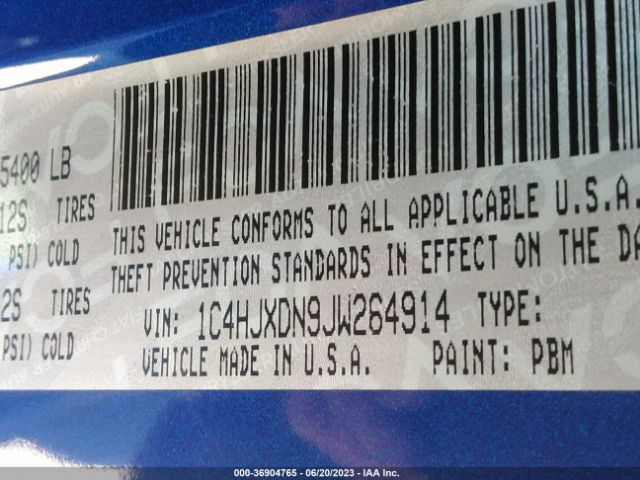 5400 LB
12S TIRES
PSI) COLD
2S TIRES
PSI) COLD
THIS VEHICLE CONFORMS TO ALL APPLICABLE U.S.A.
THEFT PREVENTION STANDARDS IN EFFECT ON THE DA
VIN: 1C4HJXDN9JW264914 TYPE:
VEHICLE MADE IN U.S.A. PAINT: PBM
000-36904765 - 06/20/2023 - IAA Inc.